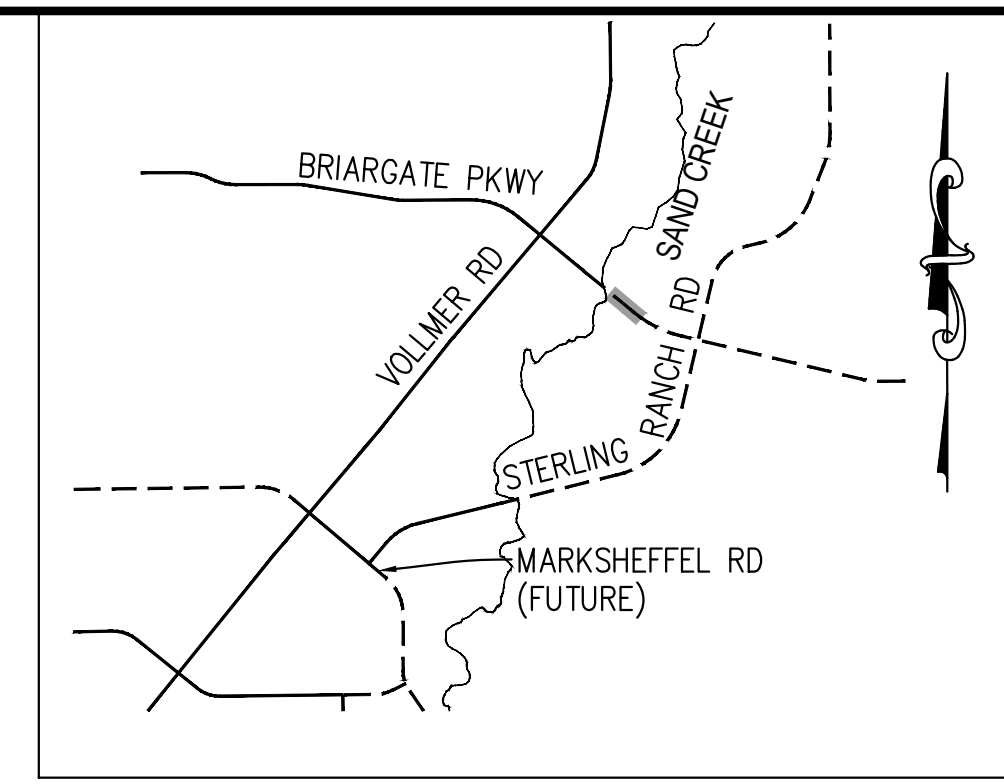 BRIARGATE PKWY
SAND CREEK
VOLLMER RD
STERLING RANCH RD
MARKSHEFFEL RD
(FUTURE)